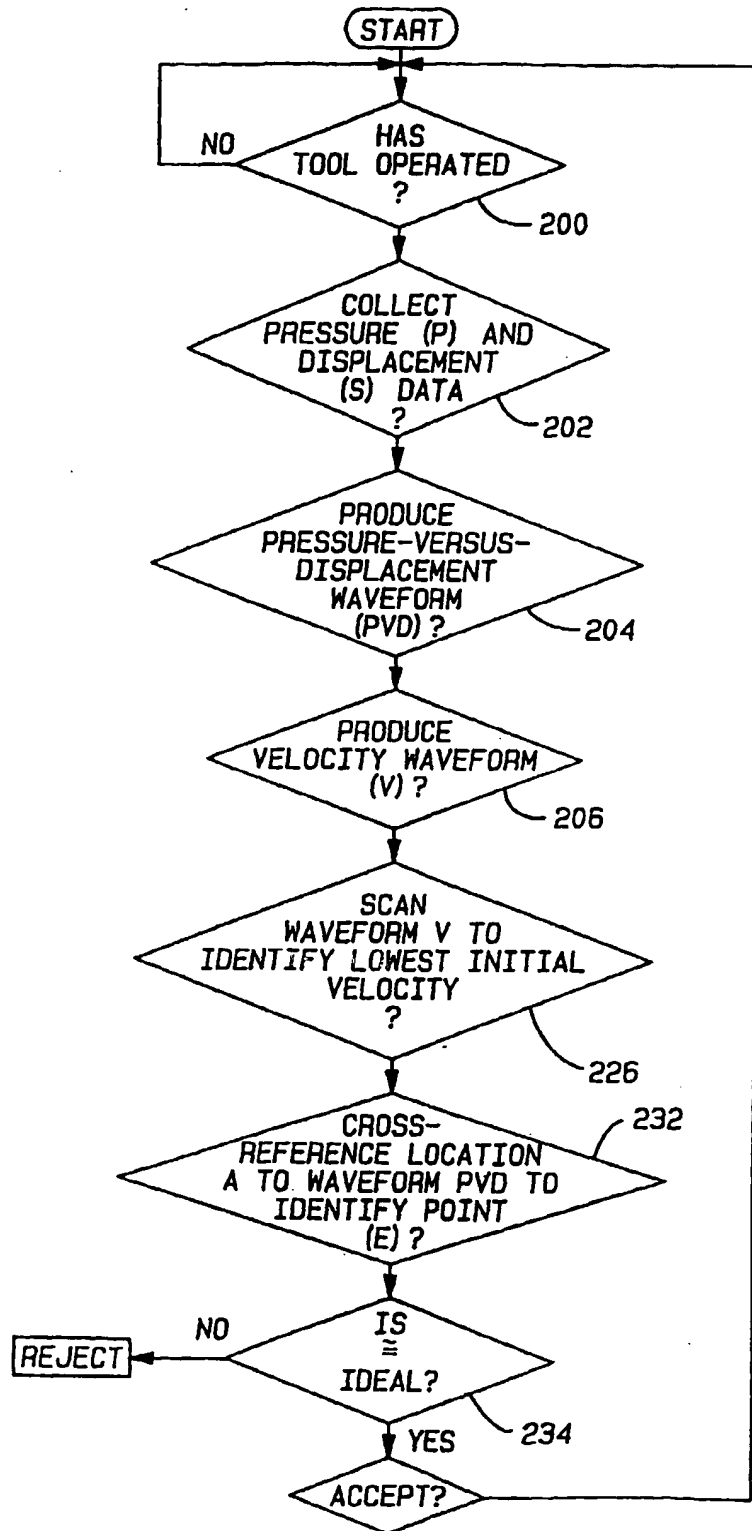 START
NO
HAS
TOOL OPERATED
?
200
COLLECT
PRESSURE (P) AND
DISPLACEMENT
(S) DATA
?
202
PRODUCE
PRESSURE-VERSUS-
DISPLACEMENT
WAVEFORM
(PVD)?
204
PRODUCE
VELOCITY WAVEFORM
(V)?
206
SCAN
WAVEFORM V TO
IDENTIFY LOWEST INITIAL
VELOCITY
?
226
232
CROSS-
REFERENCE LOCATION
A TO WAVEFORM PVD TO
IDENTIFY POINT
(E)?
NO
IS
≅
IDEAL?
REJECT
234
YES
ACCEPT?